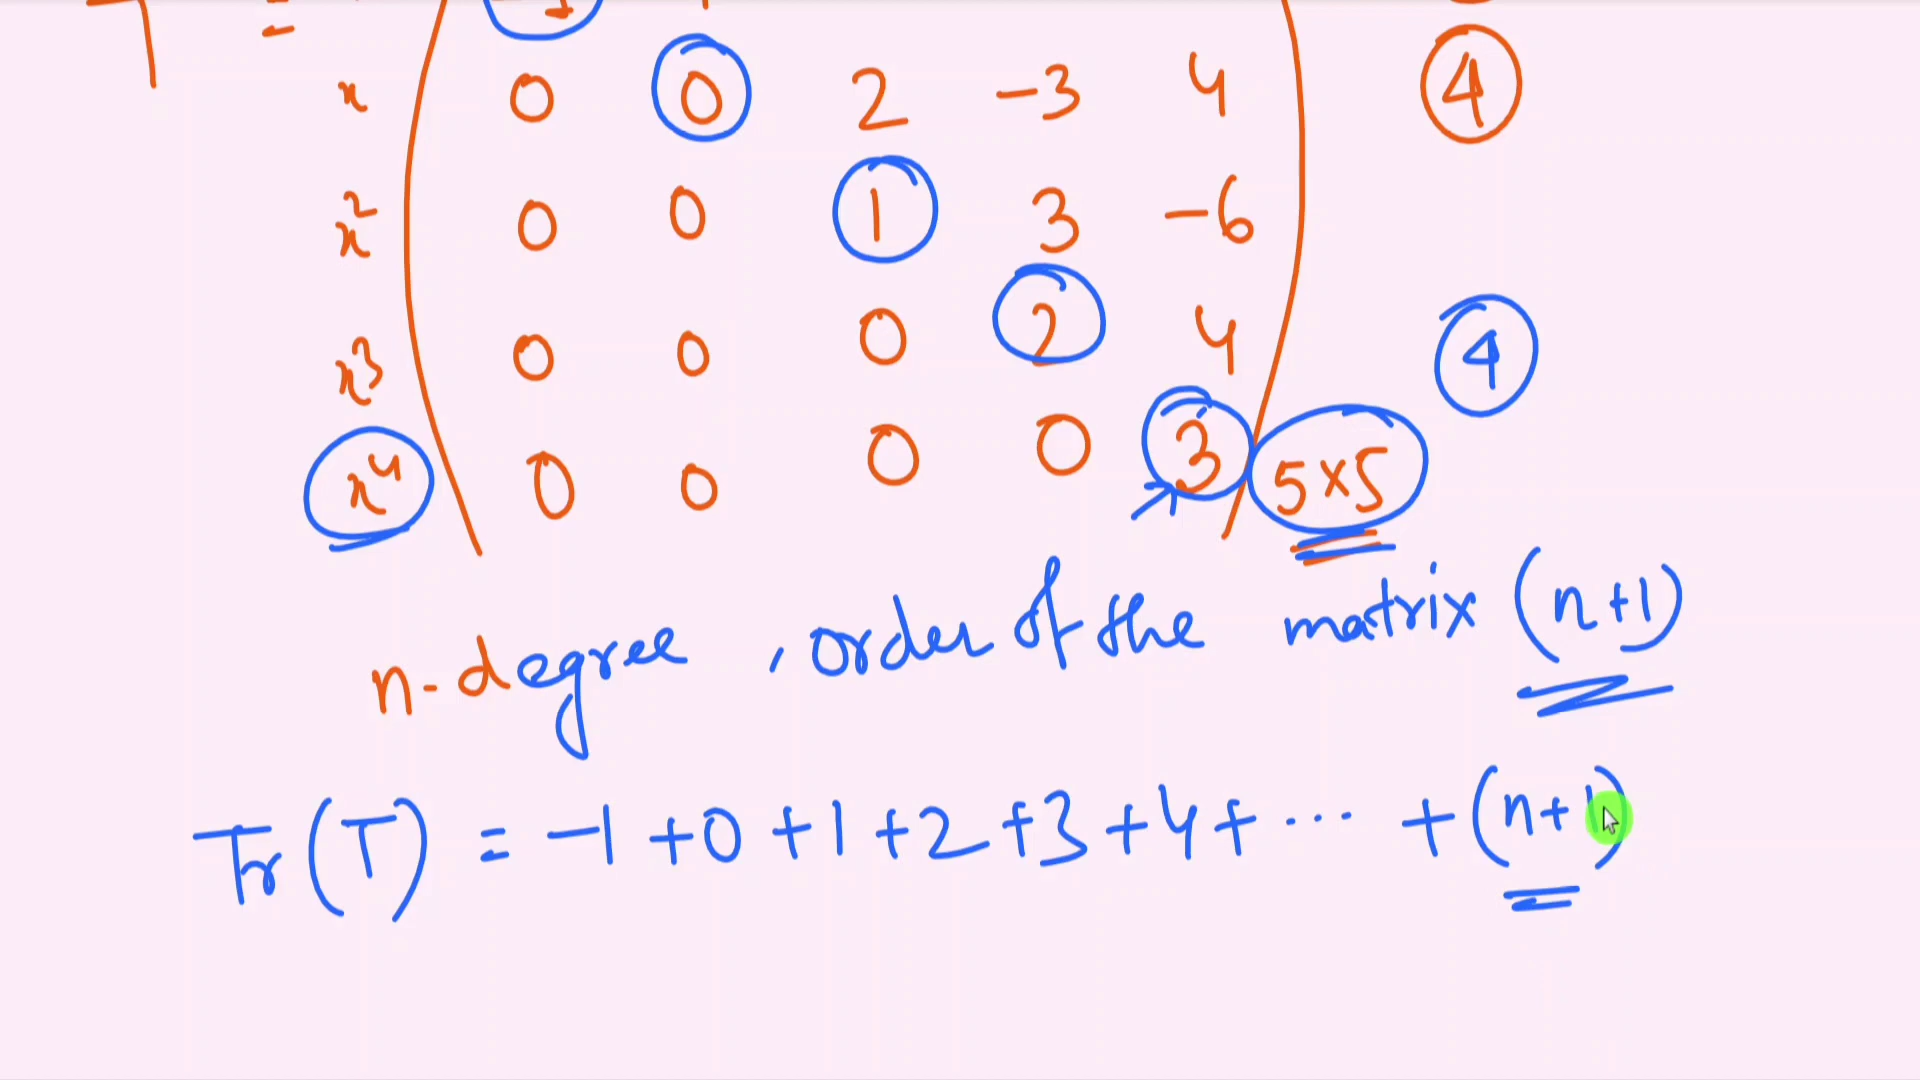 T =
x 0 0 2 -3 4 4
x² 0 0 1 3 -6
x³ 0 0 0 2 4 4
x⁴ 0 0 0 0 3 5×5
n-degree, order of the matrix (n+1)
Tr(T) = -1 +0 +1 +2 +3 +4 + ... + (n+1)